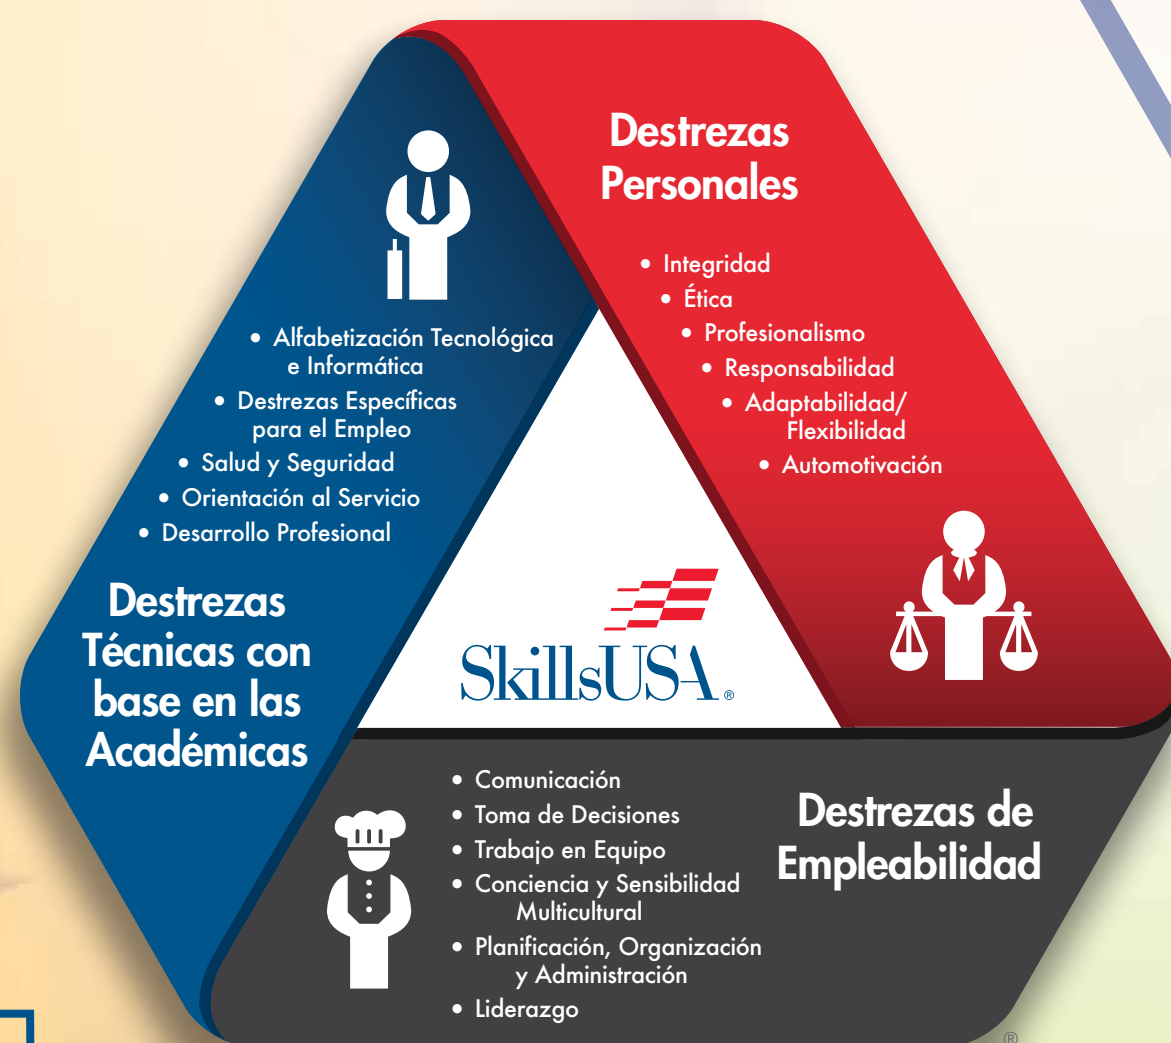 Destrezas
Personales
• Integridad
• Ética
• Profesionalismo
• Responsabilidad
• Adaptabilidad/
Flexibilidad
• Automotivación
• Alfabetización Tecnológica
e Informática
• Destrezas Específicas
para el Empleo
• Salud y Seguridad
• Orientación al Servicio
• Desarrollo Profesional
Destrezas
Técnicas con
base en las
Académicas
SkillsUSA®
• Comunicación
• Toma de Decisiones
• Trabajo en Equipo
• Conciencia y Sensibilidad
Multicultural
• Planificación, Organización
y Administración
• Liderazgo
Destrezas de
Empleabilidad
®